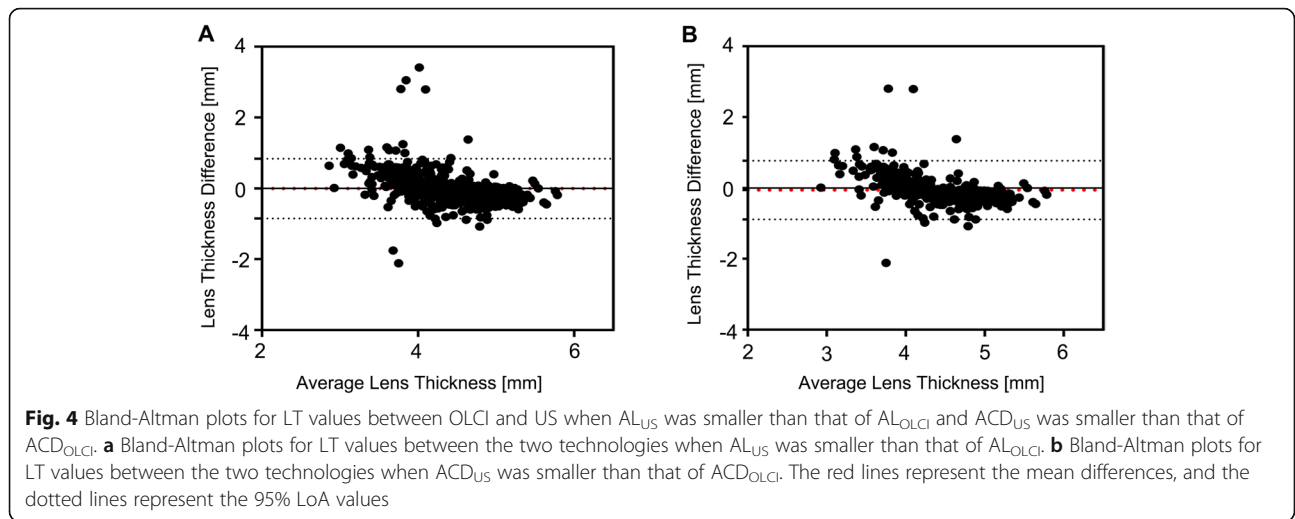 A
B
4
2
0
-2
-4
Lens Thickness Difference [mm]
2
4
6
Average Lens Thickness [mm]
4
2
0
-2
-4
Lens Thickness Difference [mm]
2
3
4
5
6
Average Lens Thickness [mm]
Fig. 4 Bland-Altman plots for LT values between OLCI and US when ALUS was smaller than that of ALOLCI and ACDUS was smaller than that of
ACDOLCI. a Bland-Altman plots for LT values between the two technologies when ALUS was smaller than that of ALOLCI. b Bland-Altman plots for
LT values between the two technologies when ACDUS was smaller than that of ACDOLCI. The red lines represent the mean differences, and the
dotted lines represent the 95% LoA values